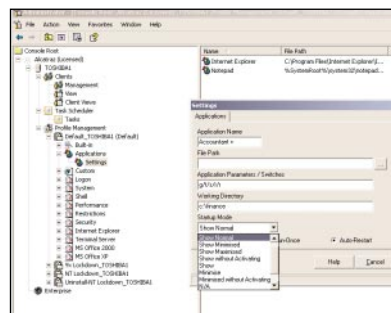 File Action View Favorites Window Help
Console Root
Alcatraz (Licensed)
TOSHIBA1
Clients
Management
View
Client Views
Task Scheduler
Tasks
Profile Management
Default_TOSHIBA1 (Default)
Built-in
Applications
Settings
Custom
Logon
System
Shell
Performance
Restrictions
Security
Internet Explorer
Terminal Server
MS Office 2000
MS Office XP
9x Lockdown_TOSHIBA1
NT Lockdown_TOSHIBA1
Uninstall NT Lockdown_TOSHIBA1
Enterprise
Name File Path
Internet Explorer C:\Program Files\Internet Explorer\I...
Notepad %SystemRoot%\system32\notepad...
Settings
Applications
Application Name
Accountant +
File Path
...
Application Parameters / Switches
Working Directory
c:\finance
Startup Mode
Show Normal
Show Normal
Show Minimised
Show Maximised
Show without Activating
Show
Minimize
Minimized without Activating
N/A
Run-Once Auto-Restart
Help Cancel